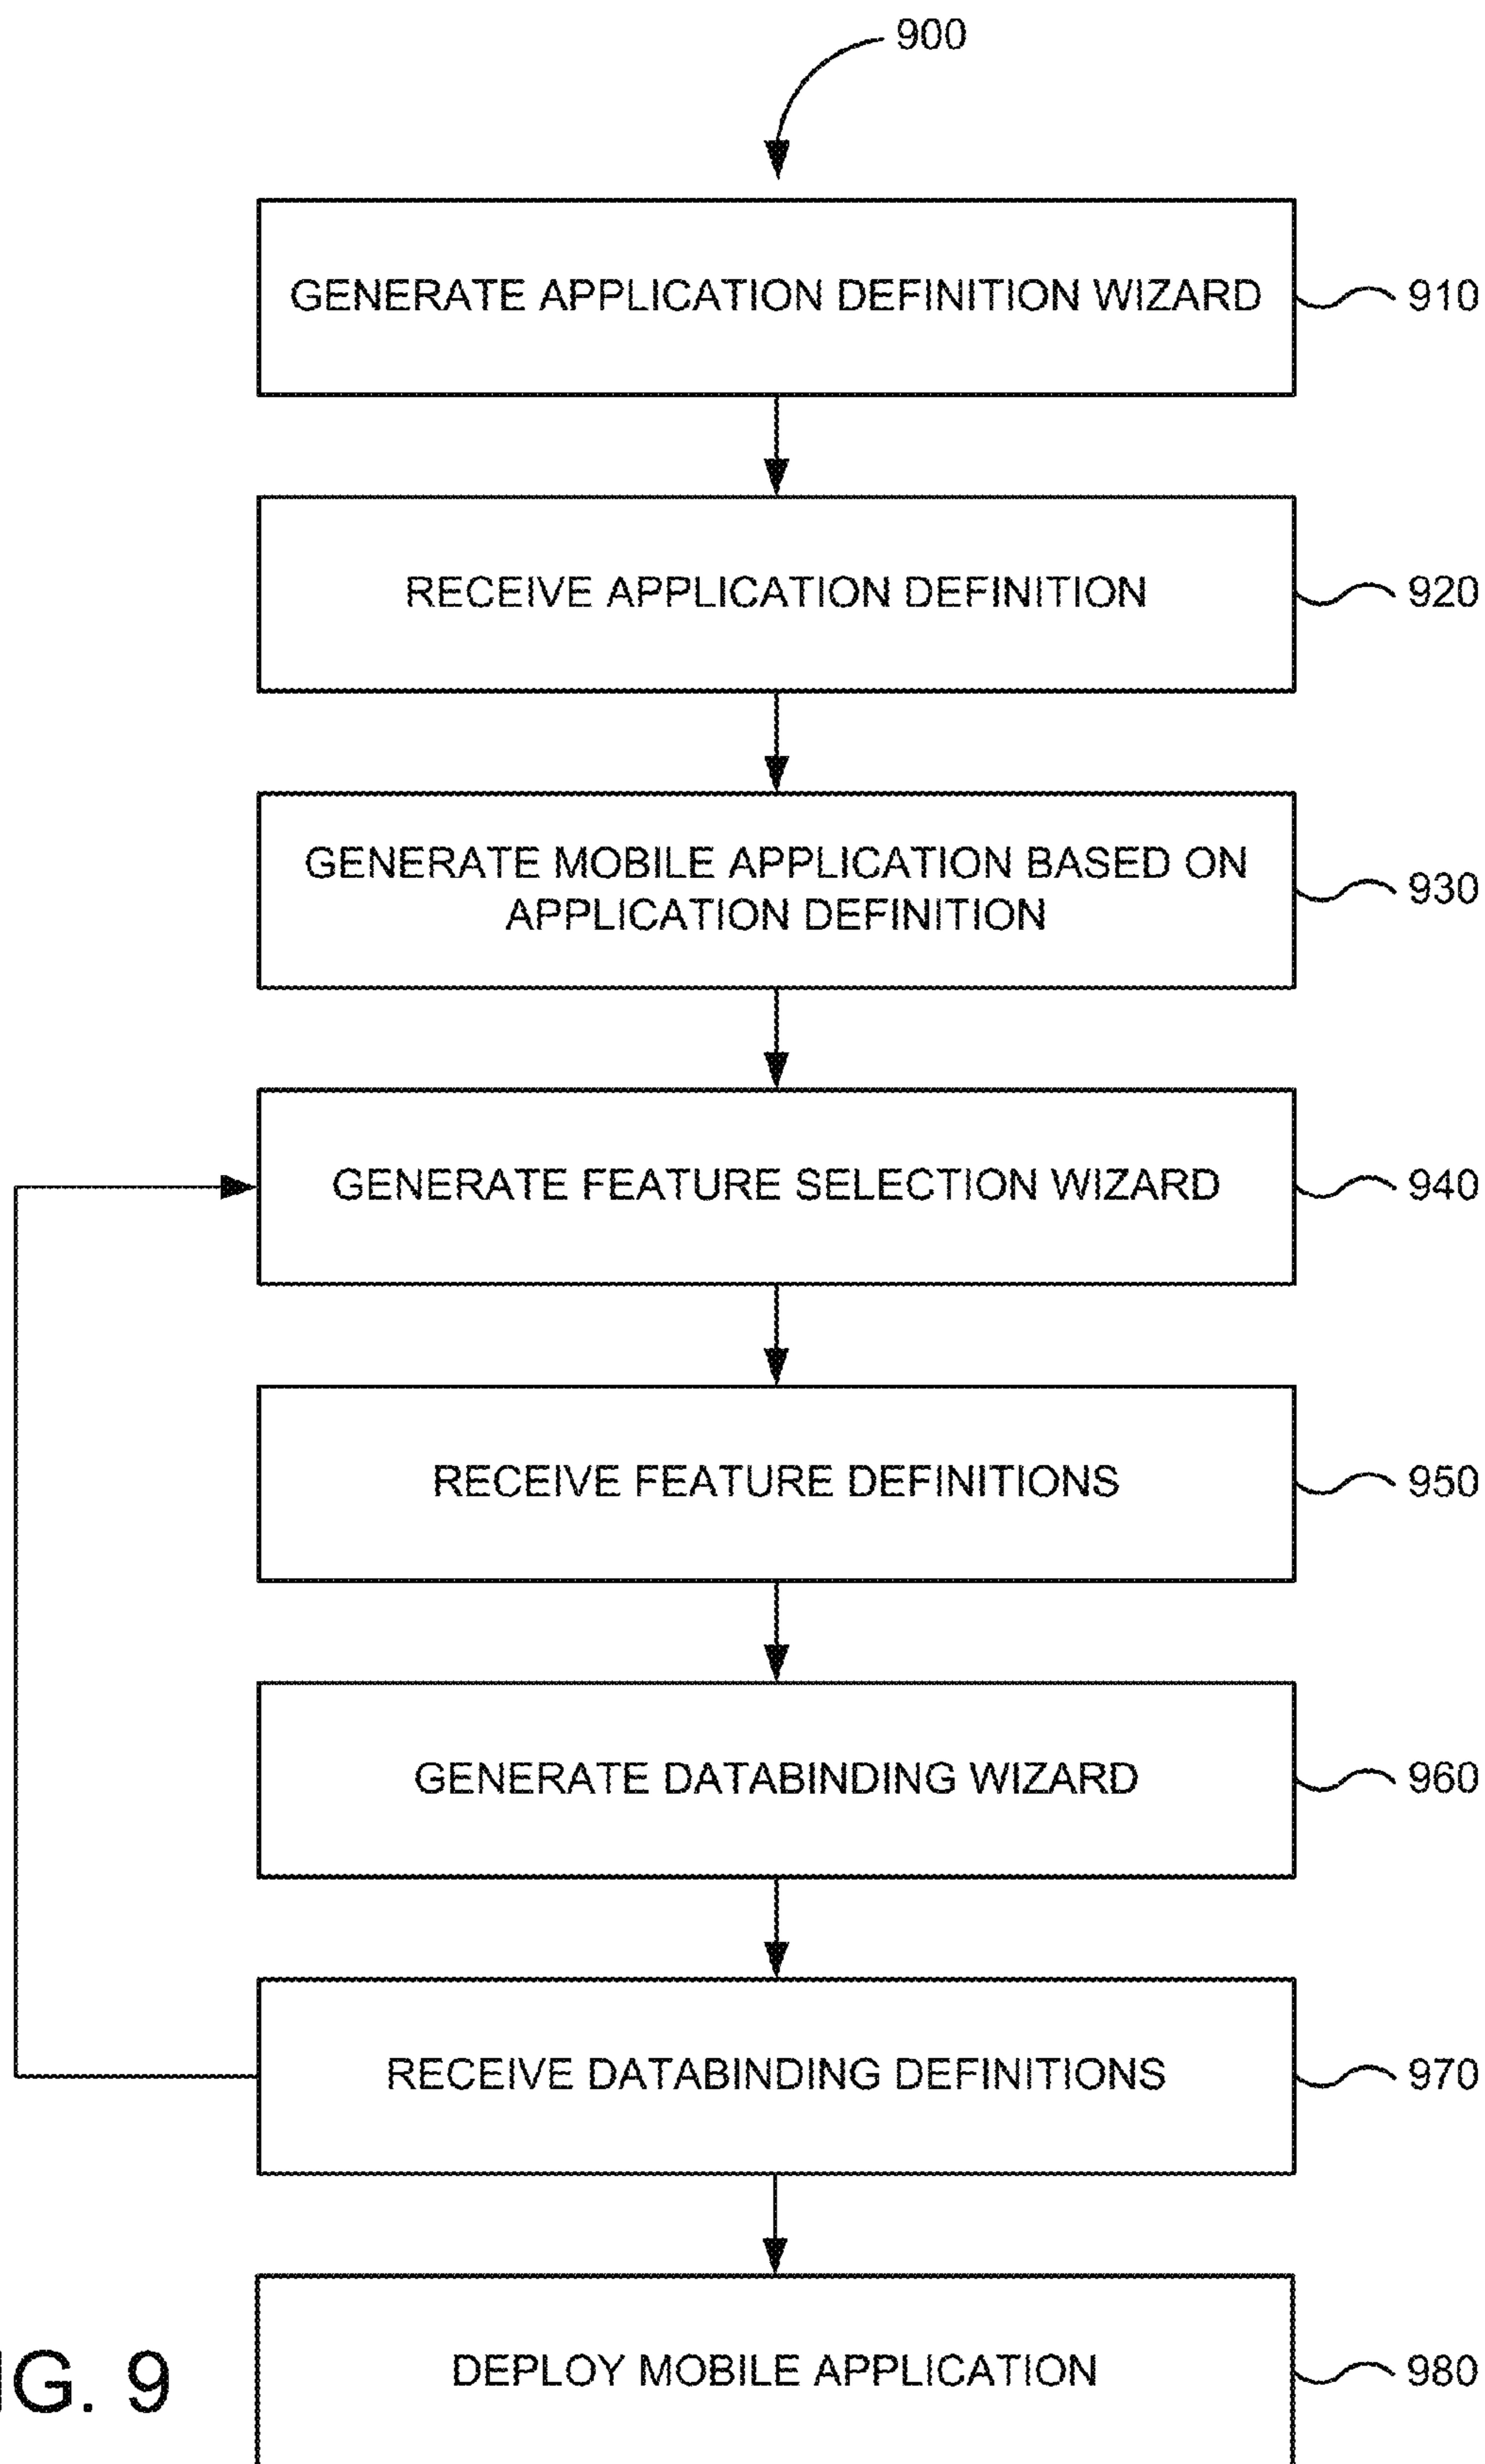 900
GENERATE APPLICATION DEFINITION WIZARD
910
RECEIVE APPLICATION DEFINITION
920
GENERATE MOBILE APPLICATION BASED ON
APPLICATION DEFINITION
930
GENERATE FEATURE SELECTION WIZARD
940
RECEIVE FEATURE DEFINITIONS
950
GENERATE DATABINDING WIZARD
960
RECEIVE DATABINDING DEFINITIONS
970
DEPLOY MOBILE APPLICATION
980
G. 9